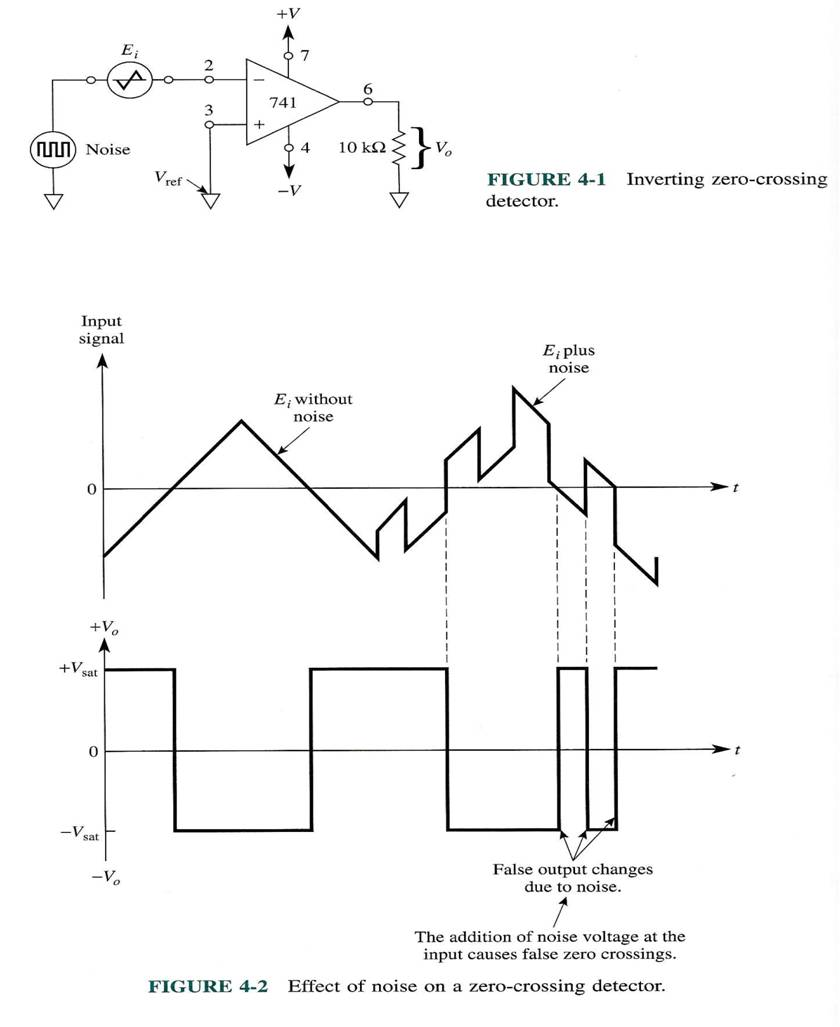 +V
E_i
2
7
−
741
6
3
+
Noise
4
10 kΩ
V_o
V_ref
−V
FIGURE 4-1 Inverting zero-crossing
detector.
Input
signal
E_i plus
noise
E_i without
noise
0
t
+V_o
+V_sat
0
t
−V_sat
−V_o
False output changes
due to noise.
The addition of noise voltage at the
input causes false zero crossings.
FIGURE 4-2 Effect of noise on a zero-crossing detector.